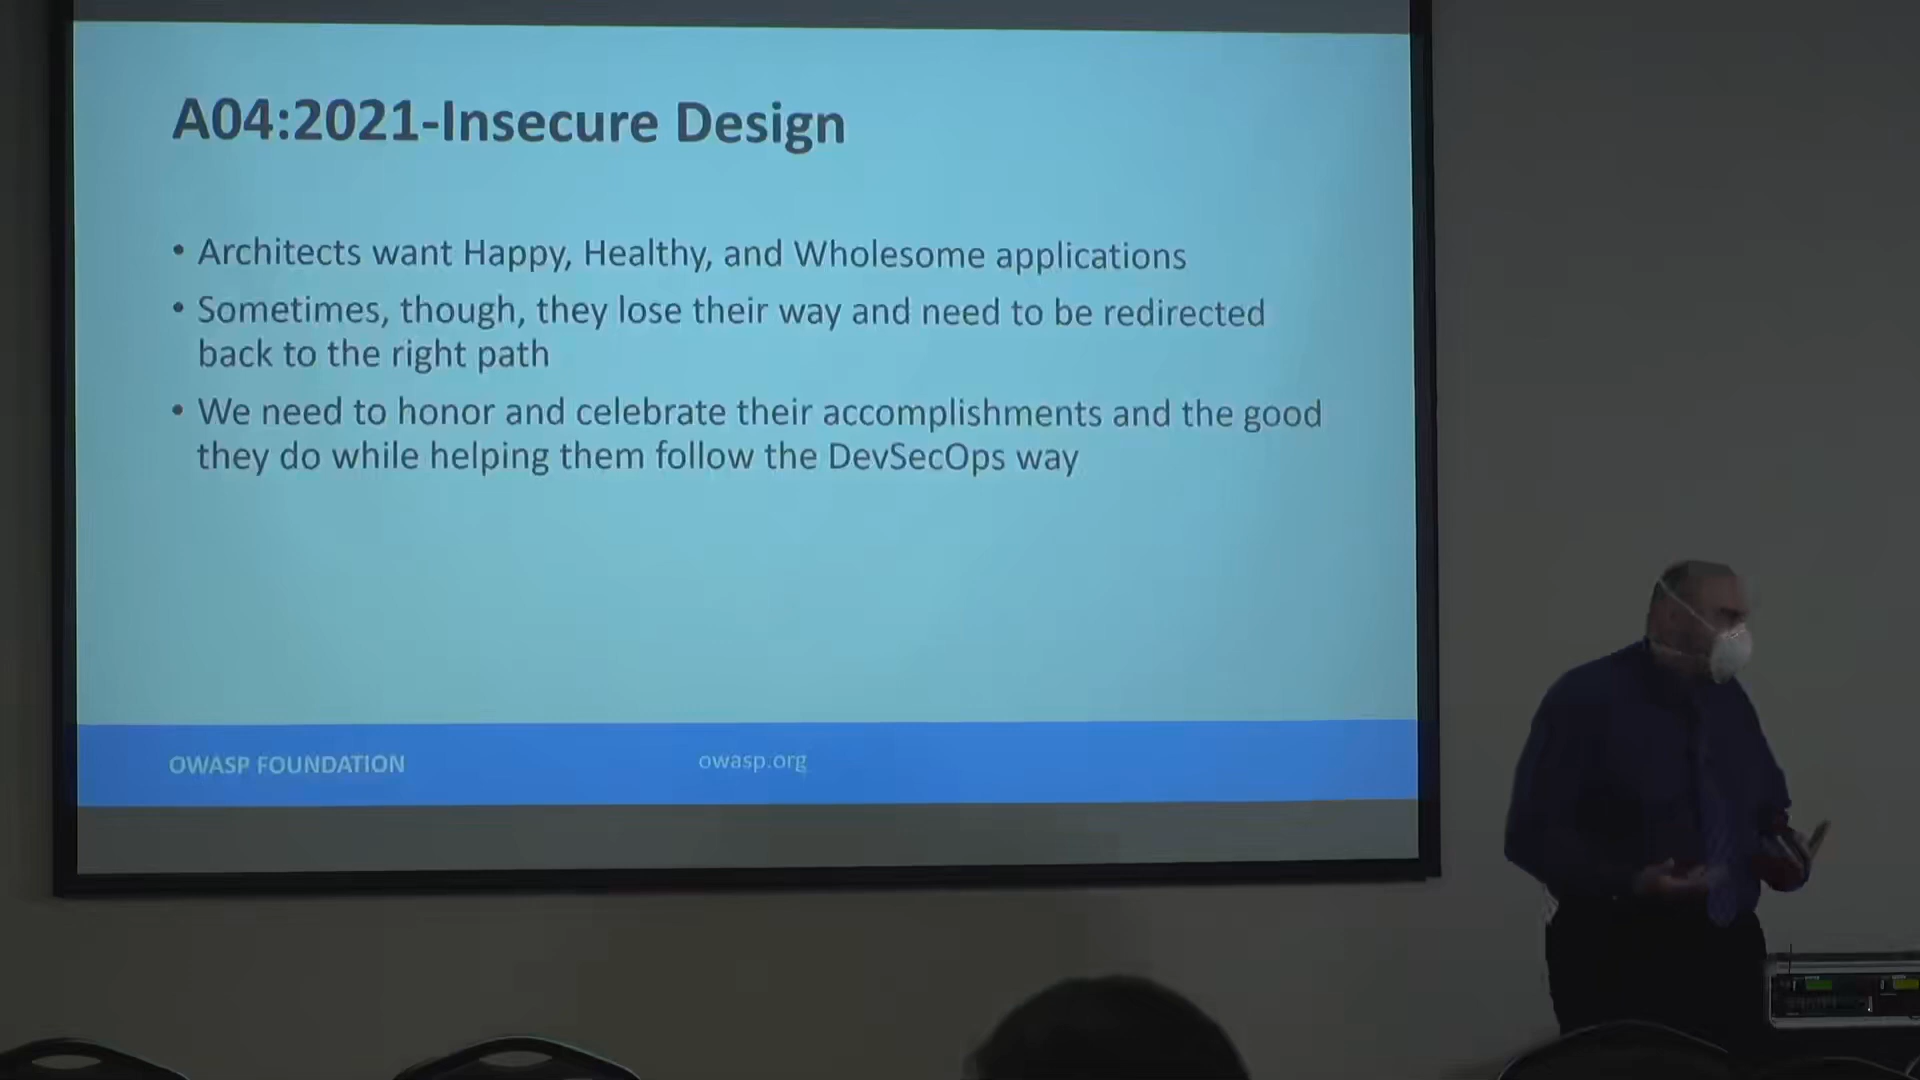 A04:2021-Insecure Design
• Architects want Happy, Healthy, and Wholesome applications
• Sometimes, though, they lose their way and need to be redirected
back to the right path
• We need to honor and celebrate their accomplishments and the good
they do while helping them follow the DevSecOps way
OWASP FOUNDATION
owasp.org